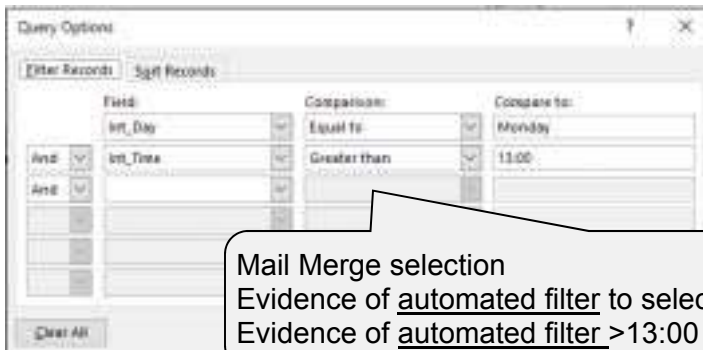 Query Options ? ×
Filter Records Sort Records
Field: Comparison: Compare to:
Int_Day Equal to Monday
And Int_Time Greater than 13:00
And
Mail Merge selection
Evidence of automated filter to selec
Evidence of automated filter >13:00
Clear All